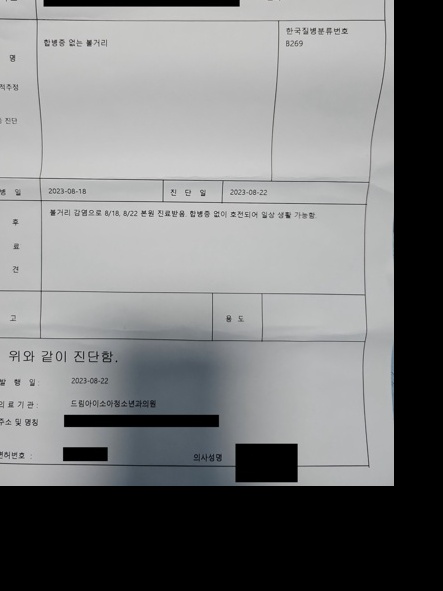 한국질병분류번호
합병증 없는 볼거리
B269
명
적추정
진단
병 일
2023-08-18
진 단 일
2023-08-22
후
볼거리 감염으로 8/18, 8/22 본원 진료받음. 합병증 없이 호전되어 일상 생활 가능함.
료
견
고
용 도
위와 같이 진단함.
발 행 일:
2023-08-22
의료기관:
드림아이소아청소년과의원
주소 및 명칭
면허번호 :
의사성명